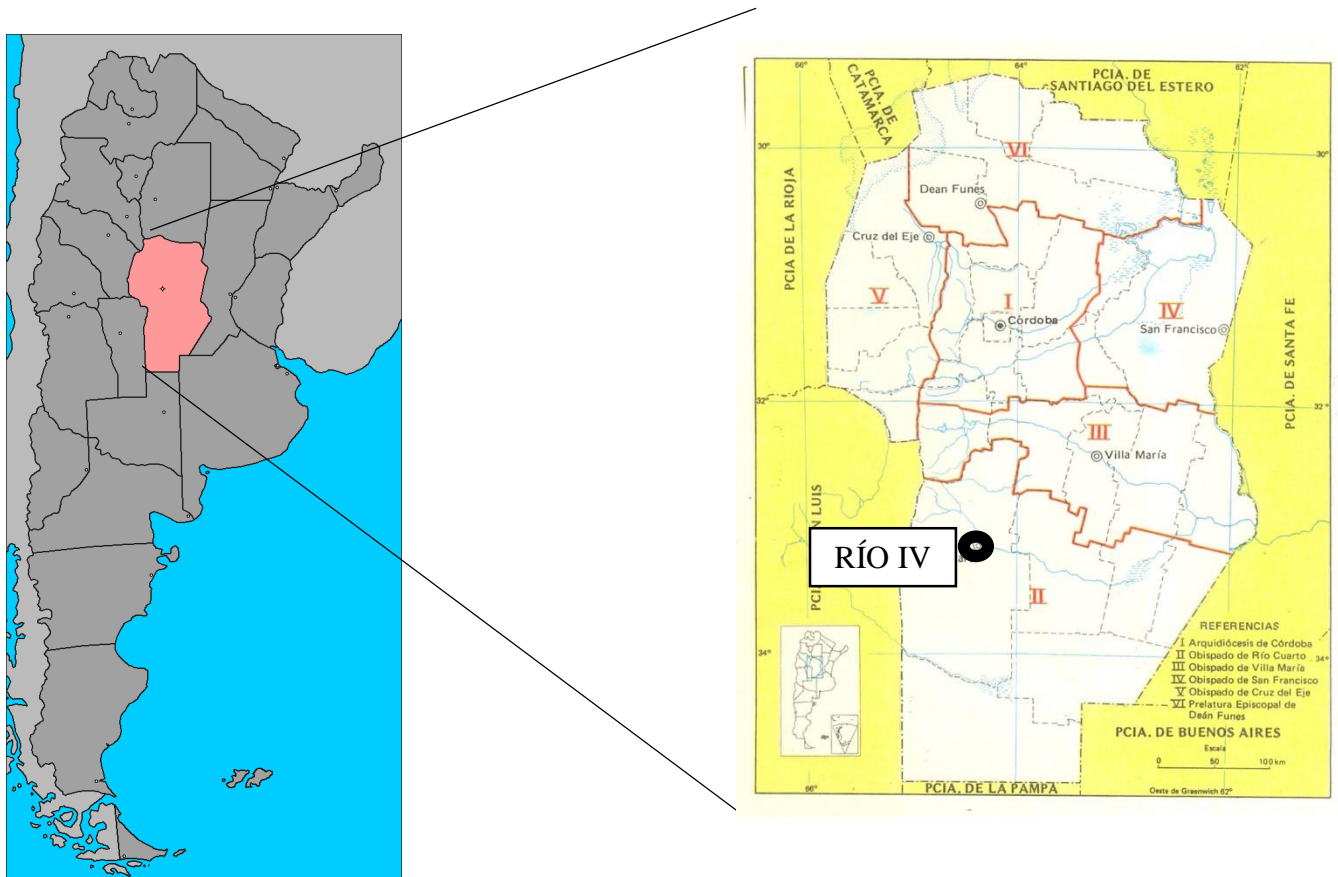 66°
64°
62°
PCIA. DE
SANTIAGO DEL ESTERO
PCIA. DE
CATAMARCA
30°
VI
30°
Dean Funes
PCIA DE LA RIOJA
Cruz del Eje
V
I
IV
Córdoba
San Francisco
PCIA. DE SANTA FE
32°
32°
III
Villa María
RÍO IV
II
REFERENCIAS
I Arquidiócesis de Córdoba
II Obispado de Río Cuarto
III Obispado de Villa María
IV Obispado de San Francisco
V Obispado de Cruz del Eje
VI Prelatura Episcopal de
Deán Funes
34°
PCIA. DE BUENOS AIRES
Escala
0 50 100 km
PCIA. DE LA PAMPA
66°
Oeste de Greenwich 62°